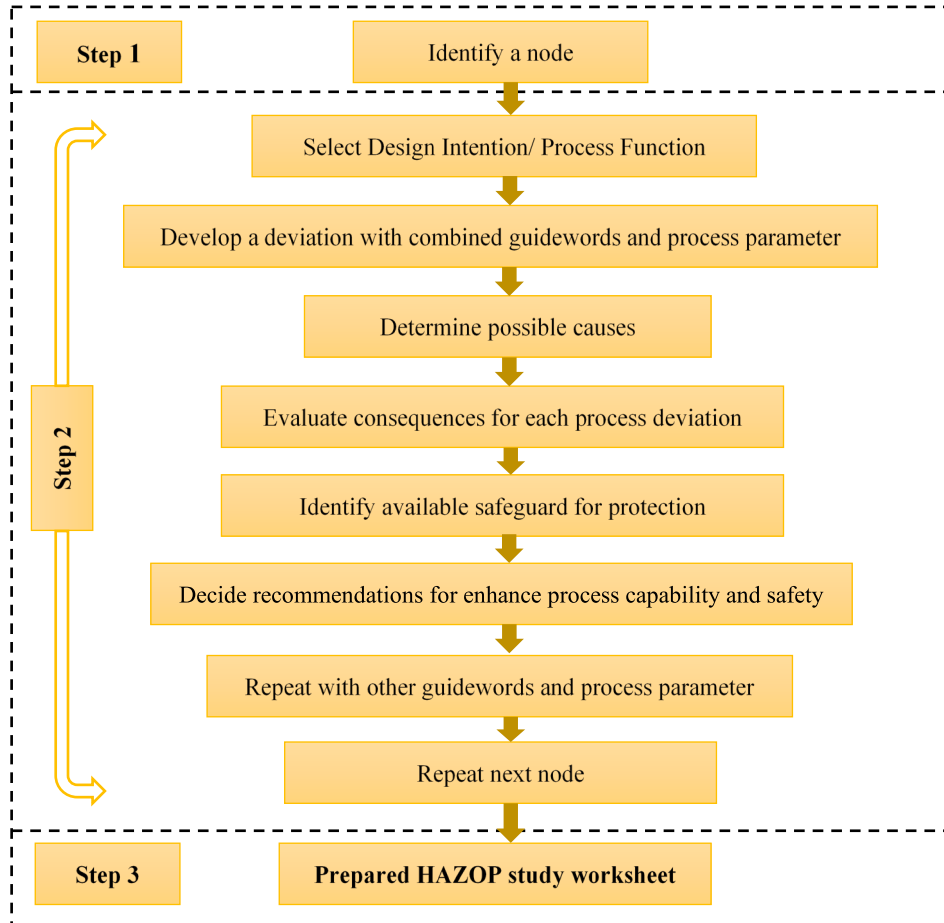 Step 1
Identify a node
Select Design Intention/ Process Function
Develop a deviation with combined guidewords and process parameter
Determine possible causes
Evaluate consequences for each process deviation
Step 2
Identify available safeguard for protection
Decide recommendations for enhance process capability and safety
Repeat with other guidewords and process parameter
Repeat next node
Step 3
Prepared HAZOP study worksheet